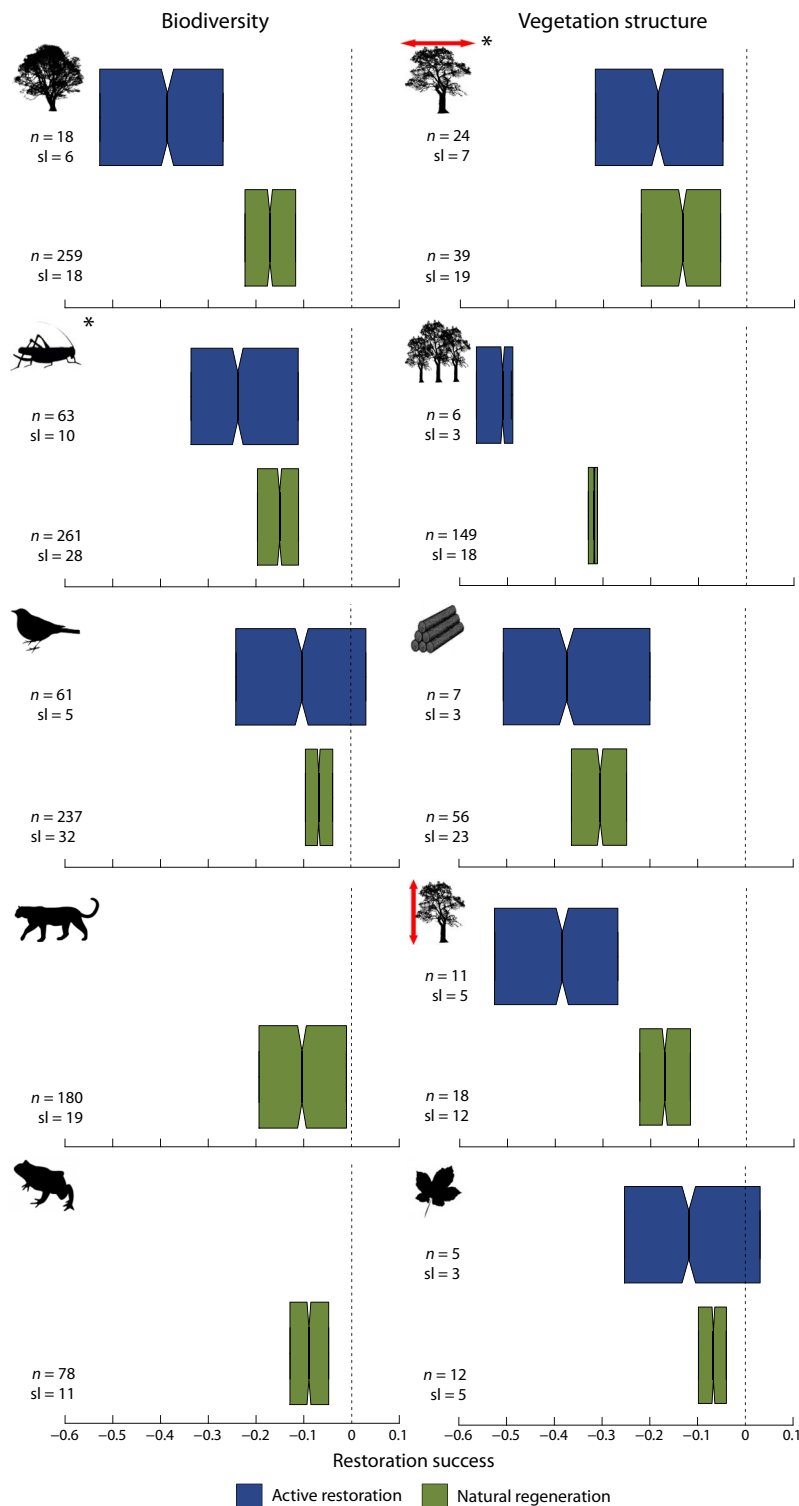 Biodiversity
Vegetation structure
*
n = 18
sl = 6
n = 24
sl = 7
n = 259
sl = 18
n = 39
sl = 19
*
n = 63
sl = 10
n = 6
sl = 3
n = 261
sl = 28
n = 149
sl = 18
n = 61
sl = 5
n = 7
sl = 3
n = 237
sl = 32
n = 56
sl = 23
n = 11
sl = 5
n = 180
sl = 19
n = 18
sl = 12
n = 5
sl = 3
n = 78
sl = 11
n = 12
sl = 5
−0.6 −0.5 −0.4 −0.3 −0.2 −0.1 0 0.1
−0.6 −0.5 −0.4 −0.3 −0.2 −0.1 0 0.1
Restoration success
Active restoration
Natural regeneration